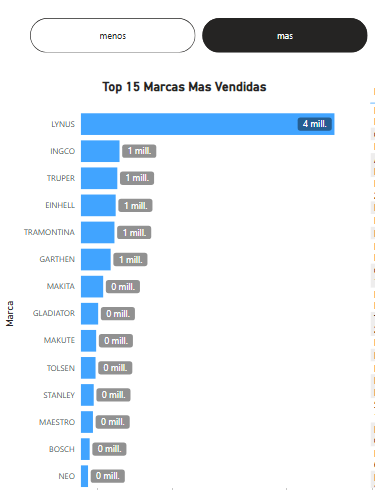 menos
mas
Top 15 Marcas Mas Vendidas
LYNUS 4 mill.
INGCO 1 mill.
TRUPER 1 mill.
EINHELL 1 mill.
TRAMONTINA 1 mill.
GARTHEN 1 mill.
MAKITA 0 mill.
GLADIATOR 0 mill.
MAKUTE 0 mill.
TOLSEN 0 mill.
STANLEY 0 mill.
MAESTRO 0 mill.
BOSCH 0 mill.
NEO 0 mill.
Marca